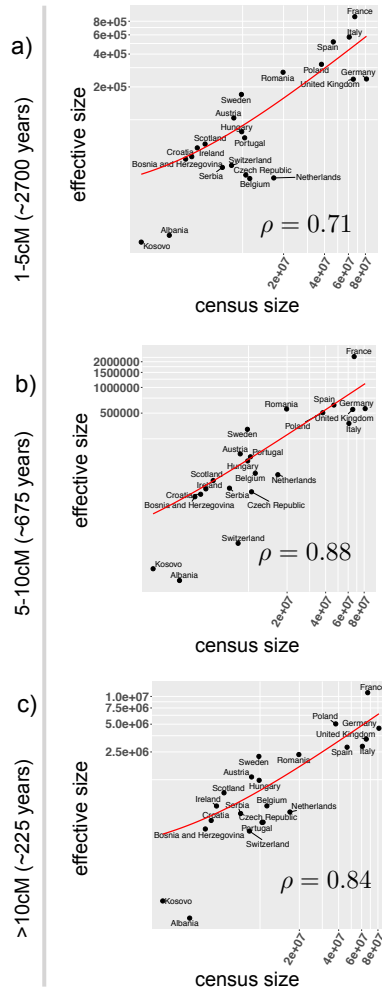 a)
1-5cM (~2700 years)
effective size
8e+05
6e+05
4e+05
2e+05
France
Italy
Spain
Poland
Germany
United Kingdom
Romania
Sweden
Austria
Hungary
Portugal
Scotland
Croatia
Ireland
Bosnia and Herzegovina
Switzerland
Serbia
Czech Republic
Belgium
Netherlands
Albania
Kosovo
ρ = 0.71
2e+07
4e+07
6e+07
8e+07
census size
b)
5-10cM (~675 years)
effective size
2000000
1500000
1000000
500000
France
Spain
Germany
Romania
Poland
United Kingdom
Italy
Sweden
Austria
Portugal
Hungary
Scotland
Belgium
Netherlands
Ireland
Croatia
Serbia
Bosnia and Herzegovina
Czech Republic
Switzerland
Kosovo
Albania
ρ = 0.88
2e+07
4e+07
6e+07
8e+07
census size
c)
>10cM (~225 years)
effective size
1.0e+07
7.5e+06
5.0e+06
2.5e+06
France
Poland
Germany
United Kingdom
Spain
Italy
Sweden
Romania
Austria
Hungary
Scotland
Ireland
Serbia
Belgium
Netherlands
Croatia
Czech Republic
Bosnia and Herzegovina
Portugal
Switzerland
Kosovo
Albania
ρ = 0.84
2e+07
4e+07
6e+07
8e+07
census size